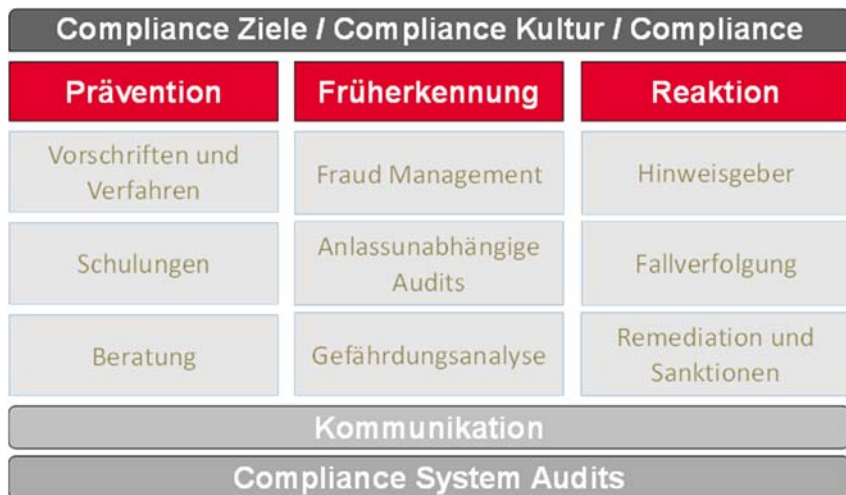 Compliance Ziele / Compliance Kultur / Compliance
Prävention
Früherkennung
Reaktion
Vorschriften und
Verfahren
Fraud Management
Hinweisgeber
Schulungen
Anlassunabhängige
Audits
Fallverfolgung
Beratung
Gefährdungsanalyse
Remediation und
Sanktionen
Kommunikation
Compliance System Audits